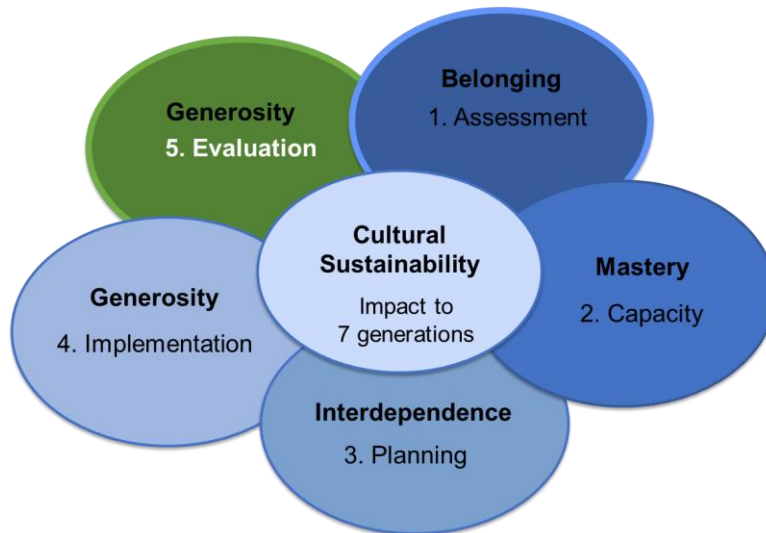 Belonging
1. Assessment
Mastery
2. Capacity
Interdependence
3. Planning
Generosity
4. Implementation
Generosity
5. Evaluation
Cultural
Sustainability
Impact to
7 generations